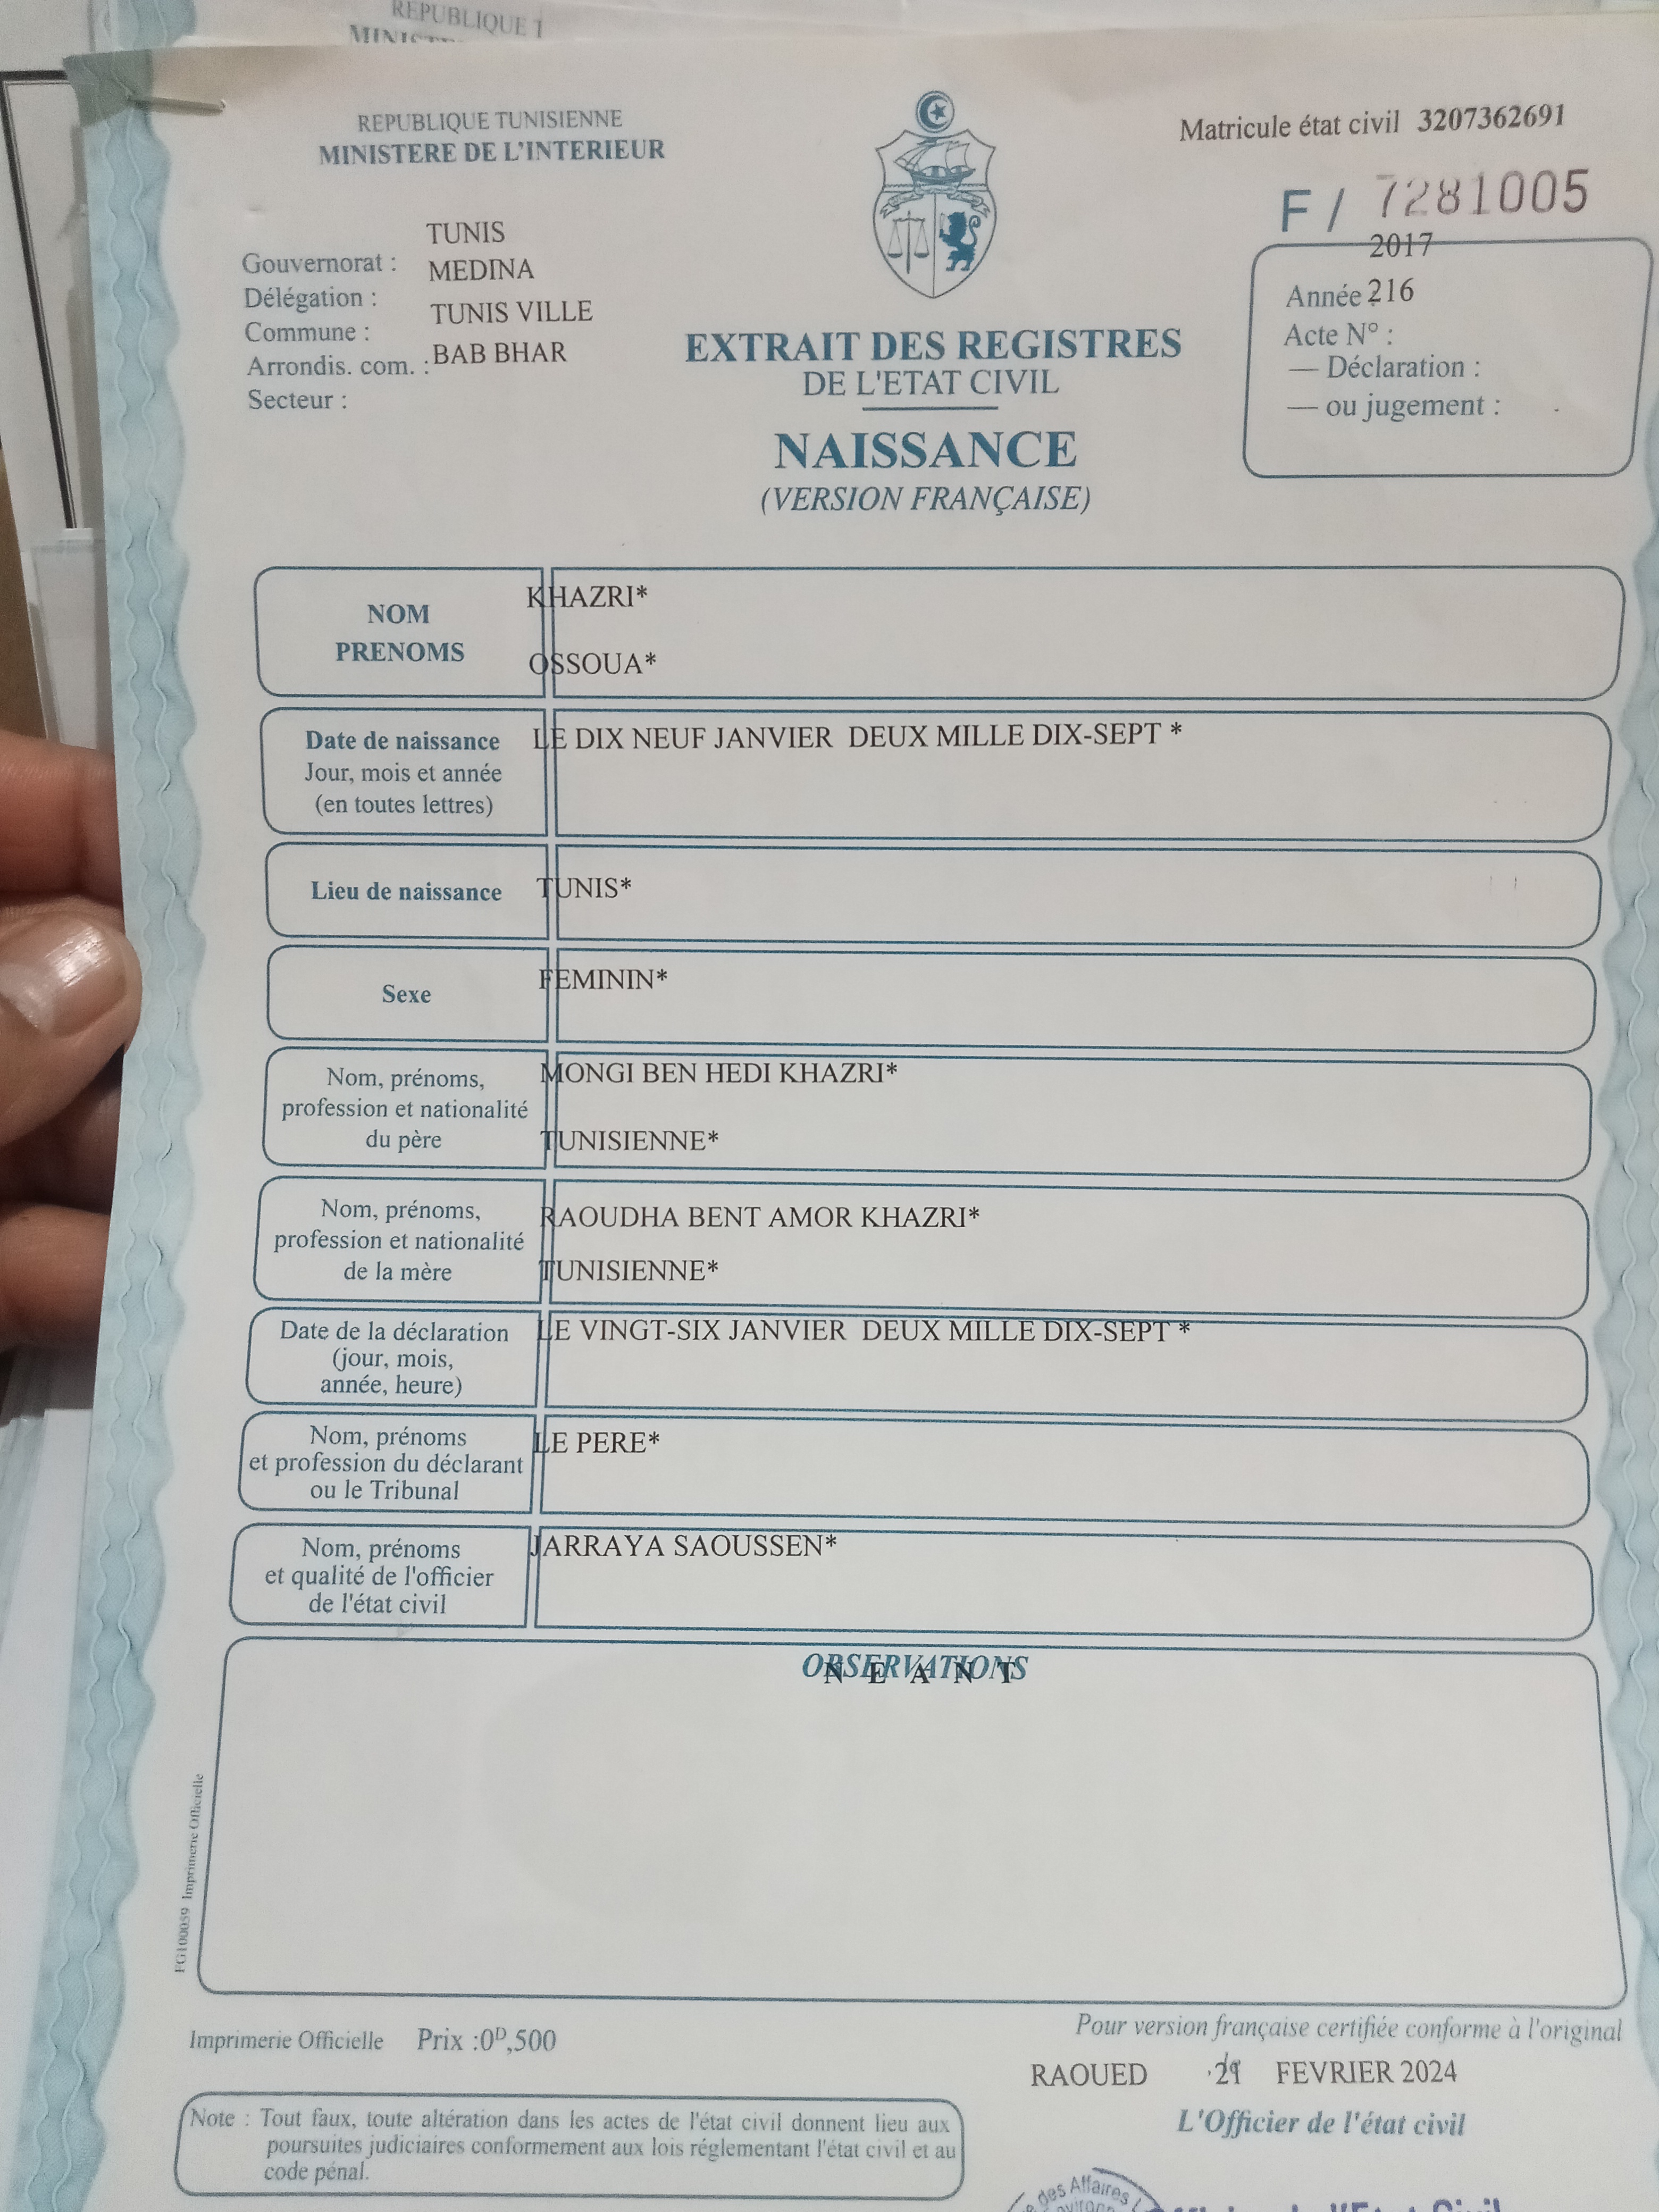 REPUBLIQUE T
REPUBLIQUE TUNISIENNE
MINISTERE DE L'INTERIEUR
Matricule état civil 3207362691
F / 7281005
TUNIS
Gouvernorat :
MEDINA
Délégation :
TUNIS VILLE
Commune :
BAB BHAR
Arrondis. com. :
Secteur :
2017
Année : 216
Acte N° :
— Déclaration :
— ou jugement :
EXTRAIT DES REGISTRES
DE L'ETAT CIVIL
NAISSANCE
(VERSION FRANÇAISE)
NOM
PRENOMS
KHAZRI*
OSSOUA*
Date de naissance
Jour, mois et année
(en toutes lettres)
LE DIX NEUF JANVIER DEUX MILLE DIX-SEPT *
Lieu de naissance
TUNIS*
Sexe
FEMININ*
Nom, prénoms,
profession et nationalité
du père
MONGI BEN HEDI KHAZRI*
TUNISIENNE*
Nom, prénoms,
profession et nationalité
de la mère
RAOUDHA BENT AMOR KHAZRI*
TUNISIENNE*
Date de la déclaration
(jour, mois,
année, heure)
LE VINGT-SIX JANVIER DEUX MILLE DIX-SEPT *
Nom, prénoms
et profession du déclarant
ou le Tribunal
LE PERE*
Nom, prénoms
et qualité de l'officier
de l'état civil
JARRAYA SAOUSSEN*
OBSERVATIONS
N E A N T
FG100059 Imprimerie Officielle
Imprimerie Officielle Prix :0ᴰ,500
Pour version française certifiée conforme à l'original
RAOUED FEVRIER 2024
L'Officier de l'état civil
Note : Tout faux, toute altération dans les actes de l'état civil donnent lieu aux
poursuites judiciaires conformement aux lois réglementant l'état civil et au
code pénal.
des Affaires
de l'Etat Civil